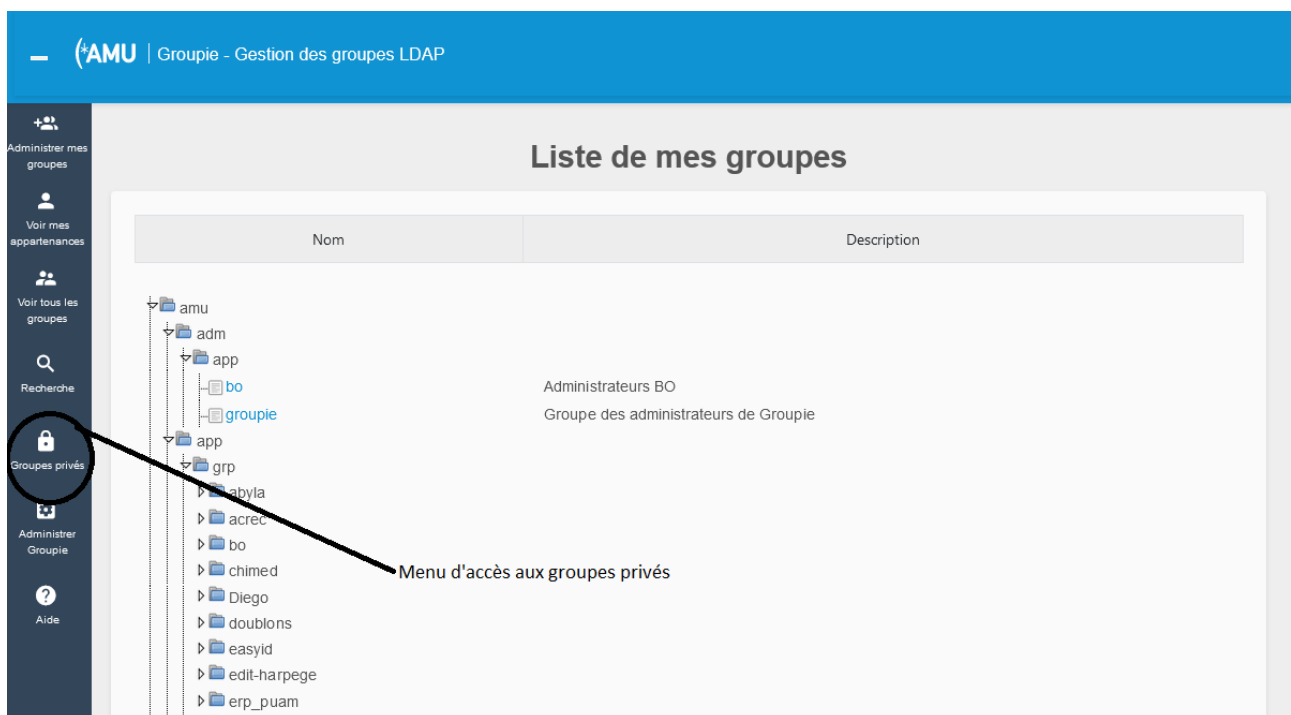 (*AMU | Groupie - Gestion des groupes LDAP
Administrer mes
groupes
Voir mes
appartenances
Voir tous les
groupes
Recherche
Groupes privés
Administrer
Groupie
Aide
Liste de mes groupes
Nom Description
amu
adm
app
bo Administrateurs BO
groupie Groupe des administrateurs de Groupie
app
grp
abyla
acrec
bo
chimed
Menu d'accès aux groupes privés
Diego
doublons
easyid
edit-harpege
erp_puam